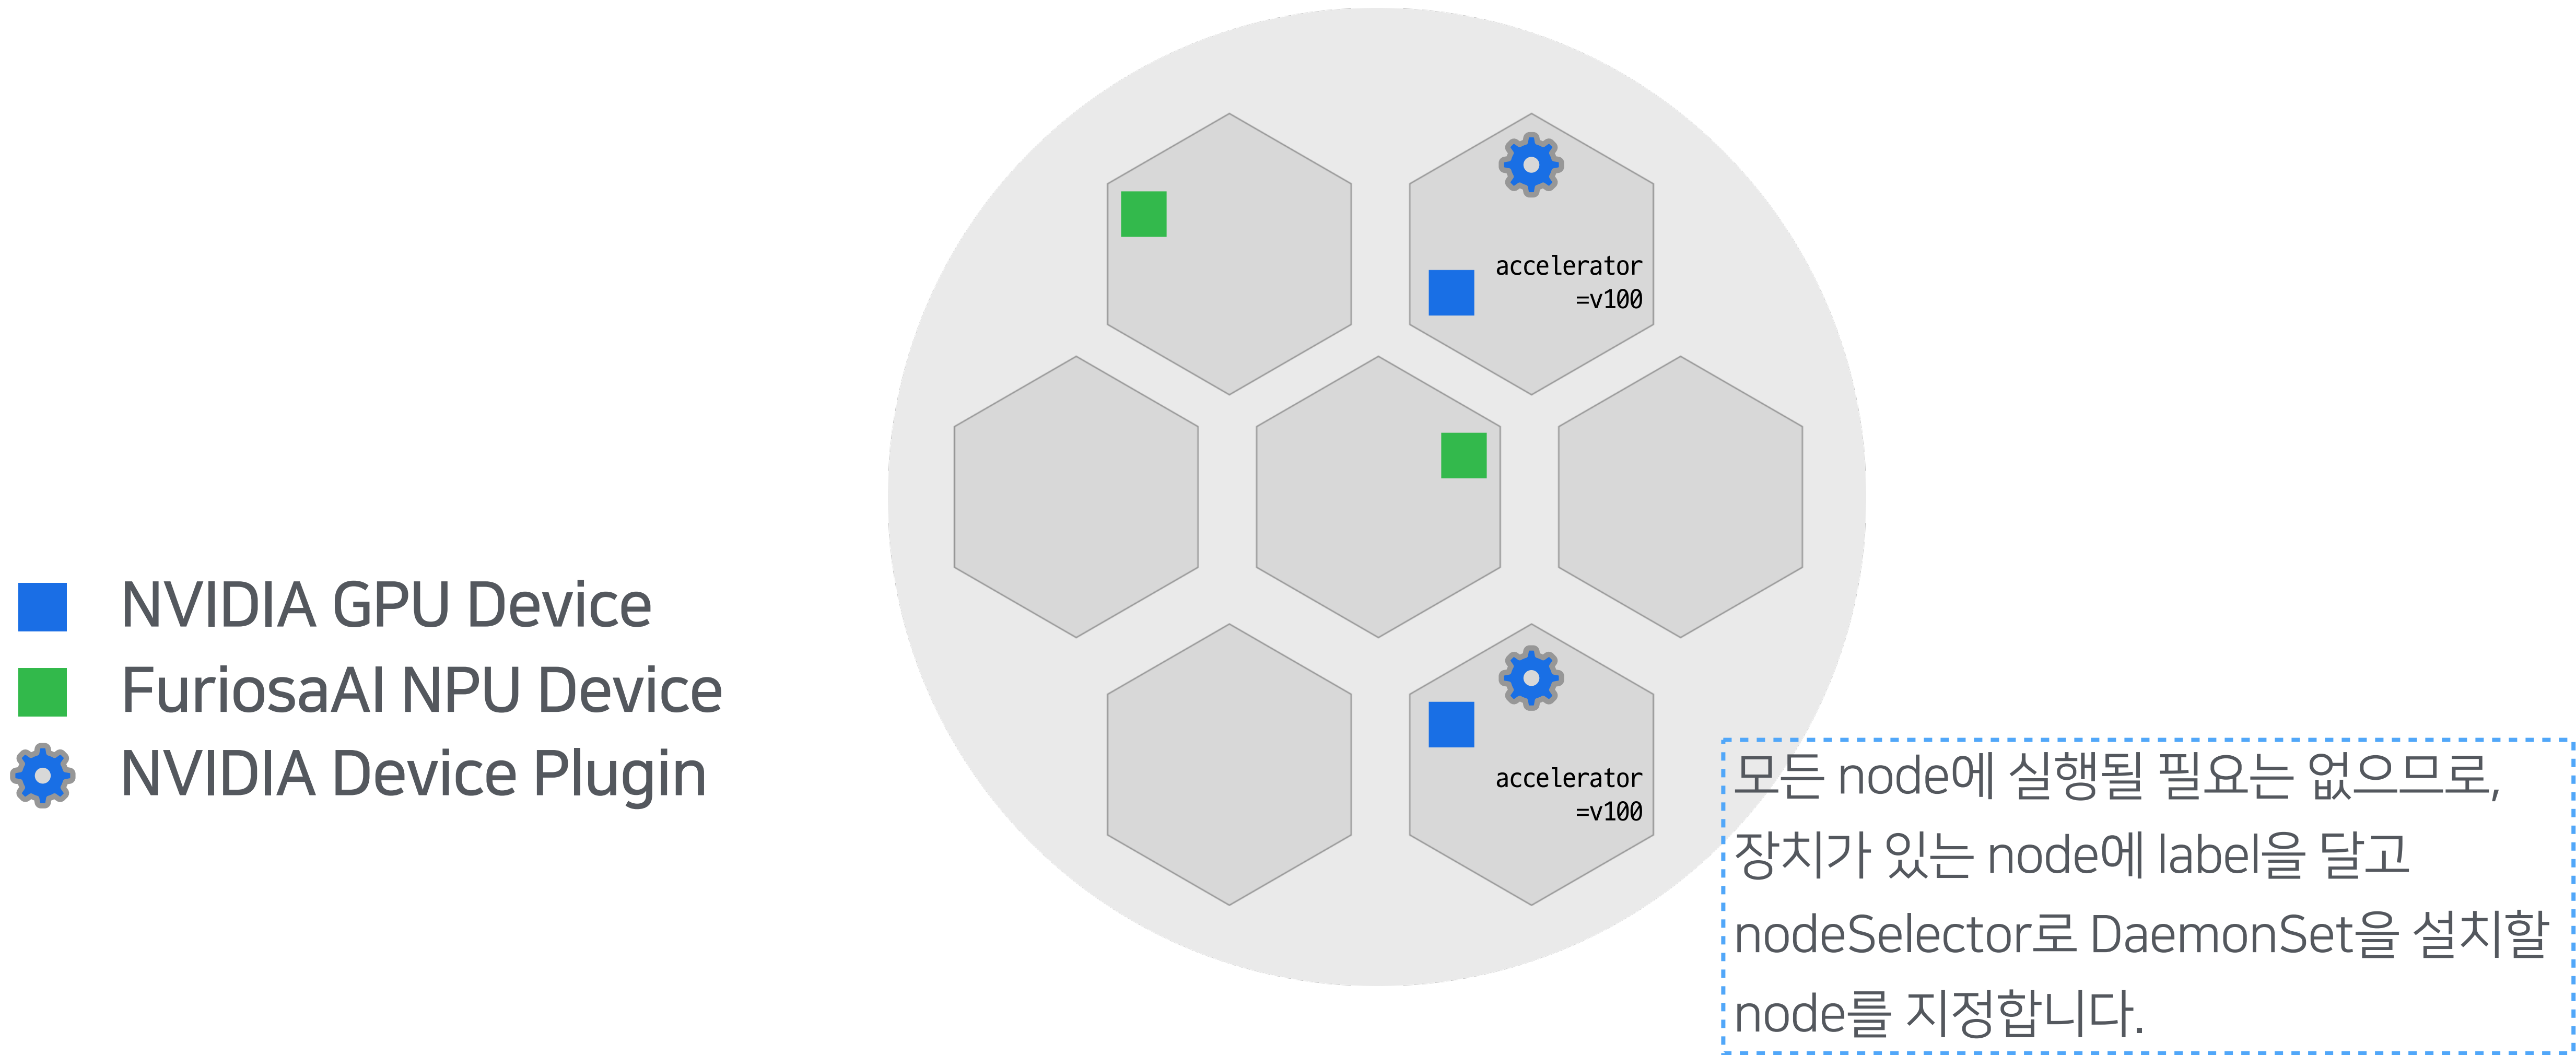 accelerator
=v100
NVIDIA GPU Device
FuriosaAI NPU Device
NVIDIA Device Plugin
accelerator
=v100
모든 node에 실행될 필요는 없으므로,
장치가 있는 node에 label을 달고
nodeSelector로 DaemonSet을 설치할
node를 지정합니다.